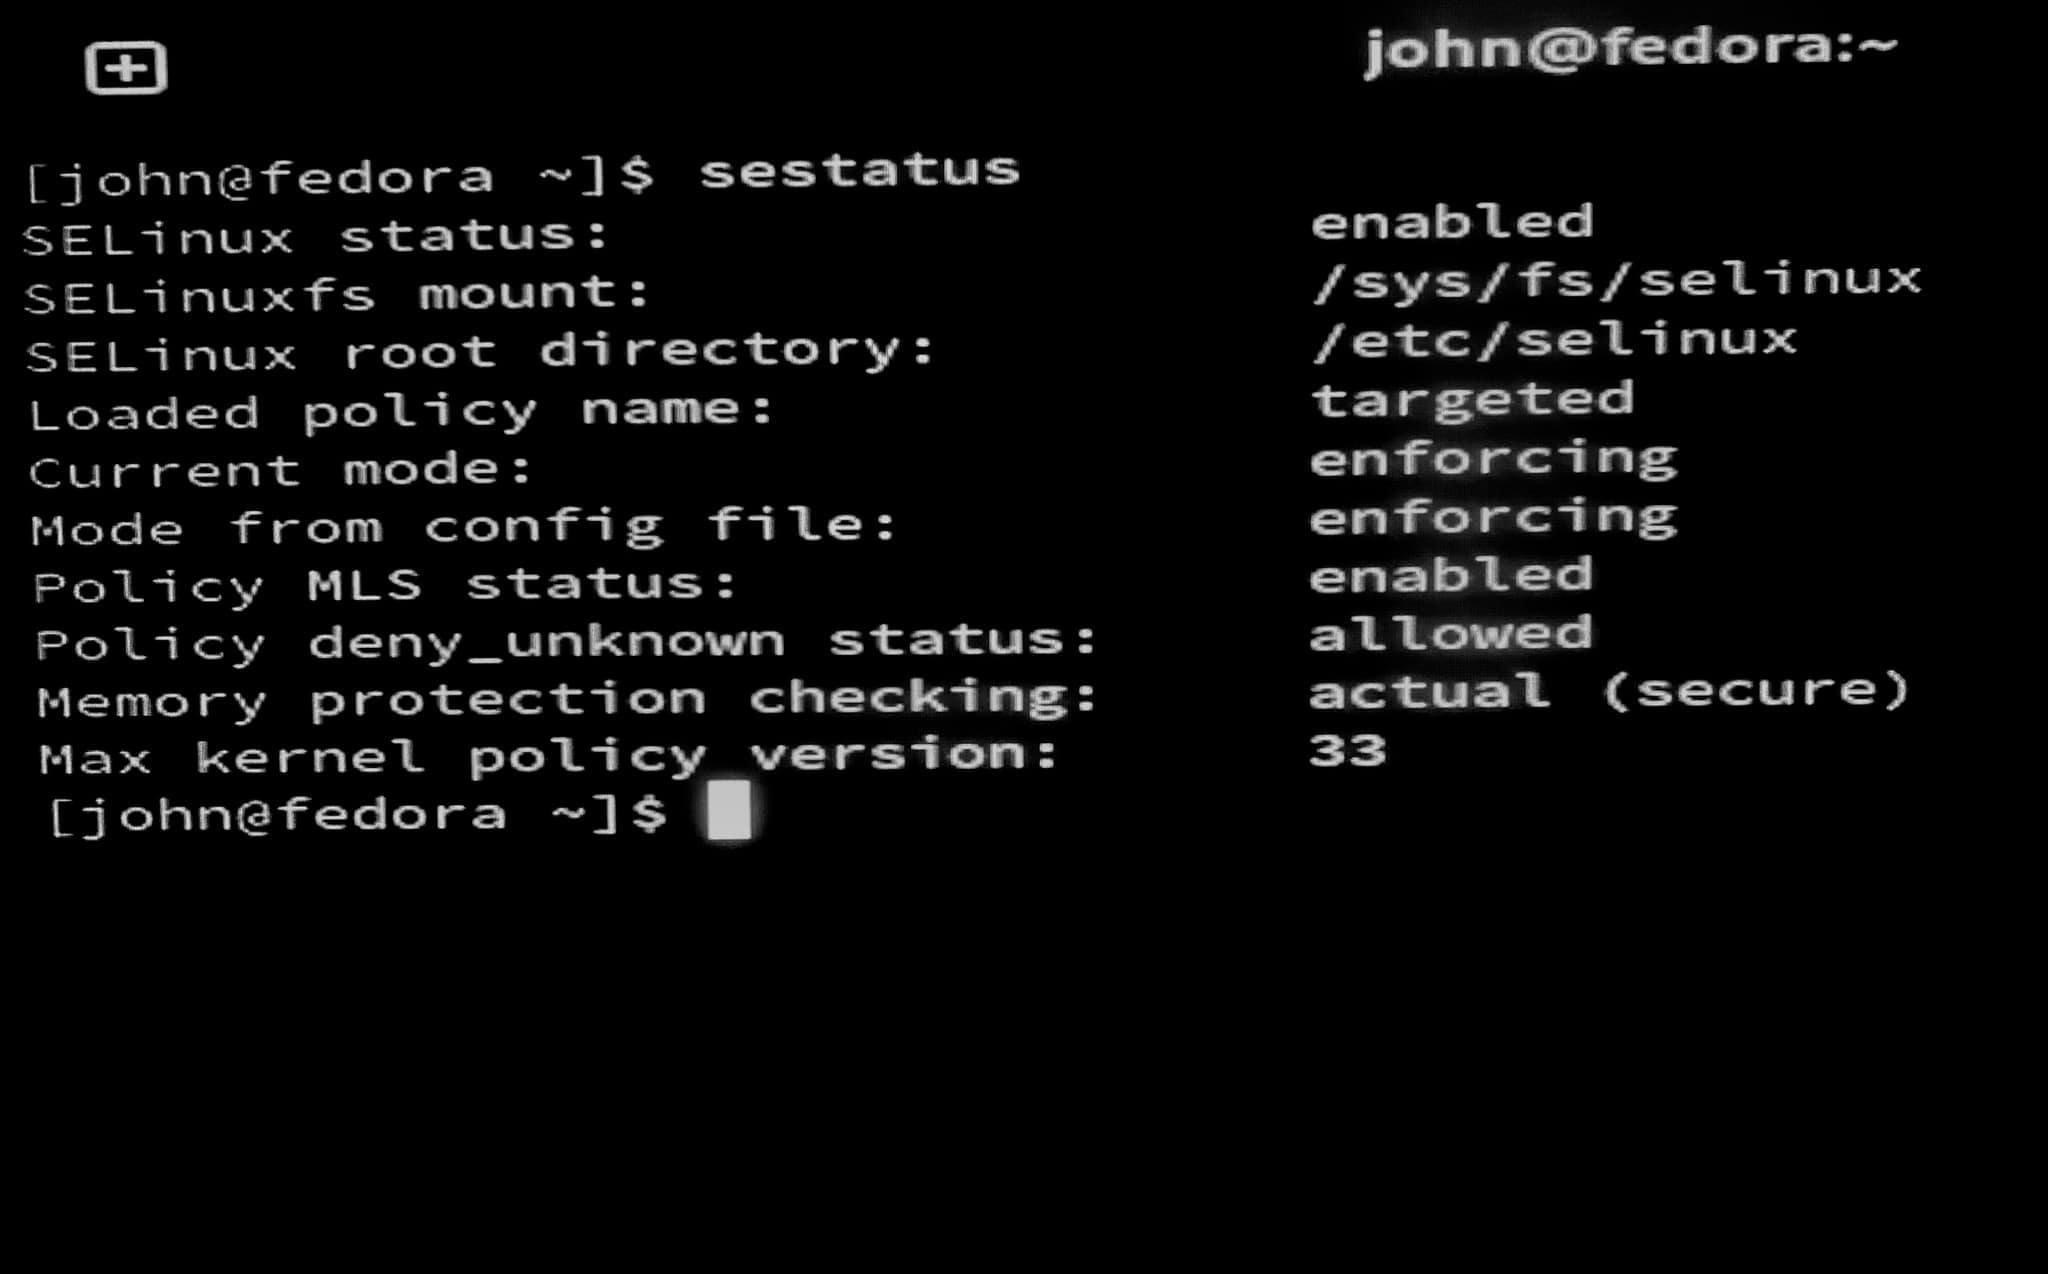 john@fedora:~
[john@fedora ~]$ sestatus
SELinux status: enabled
SELinuxfs mount: /sys/fs/selinux
SELinux root directory: /etc/selinux
Loaded policy name: targeted
Current mode: enforcing
Mode from config file: enforcing
Policy MLS status: enabled
Policy deny_unknown status: allowed
Memory protection checking: actual (secure)
Max kernel policy version: 33
[john@fedora ~]$